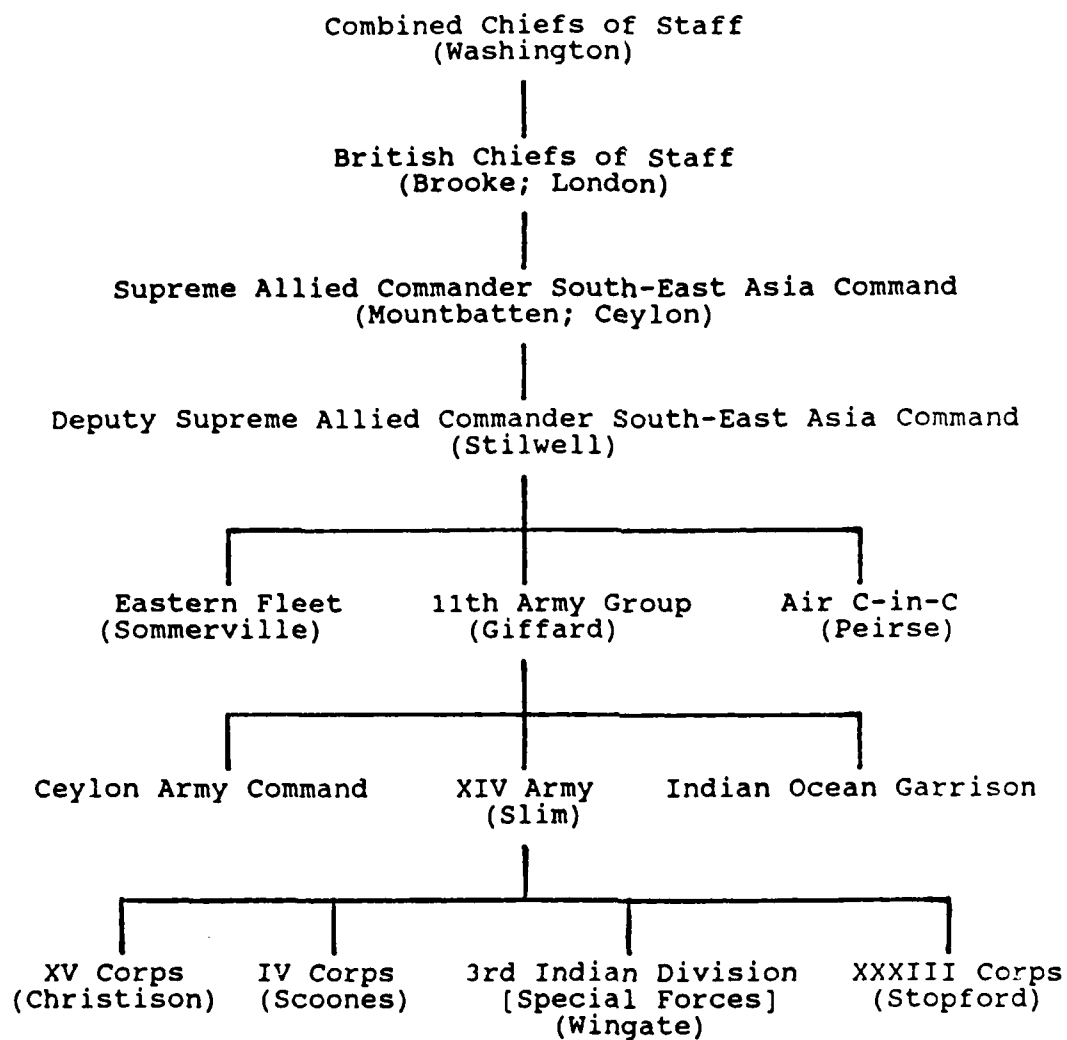 Combined Chiefs of Staff
(Washington)
British Chiefs of Staff
(Brooke; London)
Supreme Allied Commander South-East Asia Command
(Mountbatten; Ceylon)
Deputy Supreme Allied Commander South-East Asia Command
(Stilwell)
Eastern Fleet
(Sommerville)
11th Army Group
(Giffard)
Air C-in-C
(Peirse)
Ceylon Army Command
XIV Army
(Slim)
Indian Ocean Garrison
XV Corps
(Christison)
IV Corps
(Scoones)
3rd Indian Division
[Special Forces]
(Wingate)
XXXIII Corps
(Stopford)